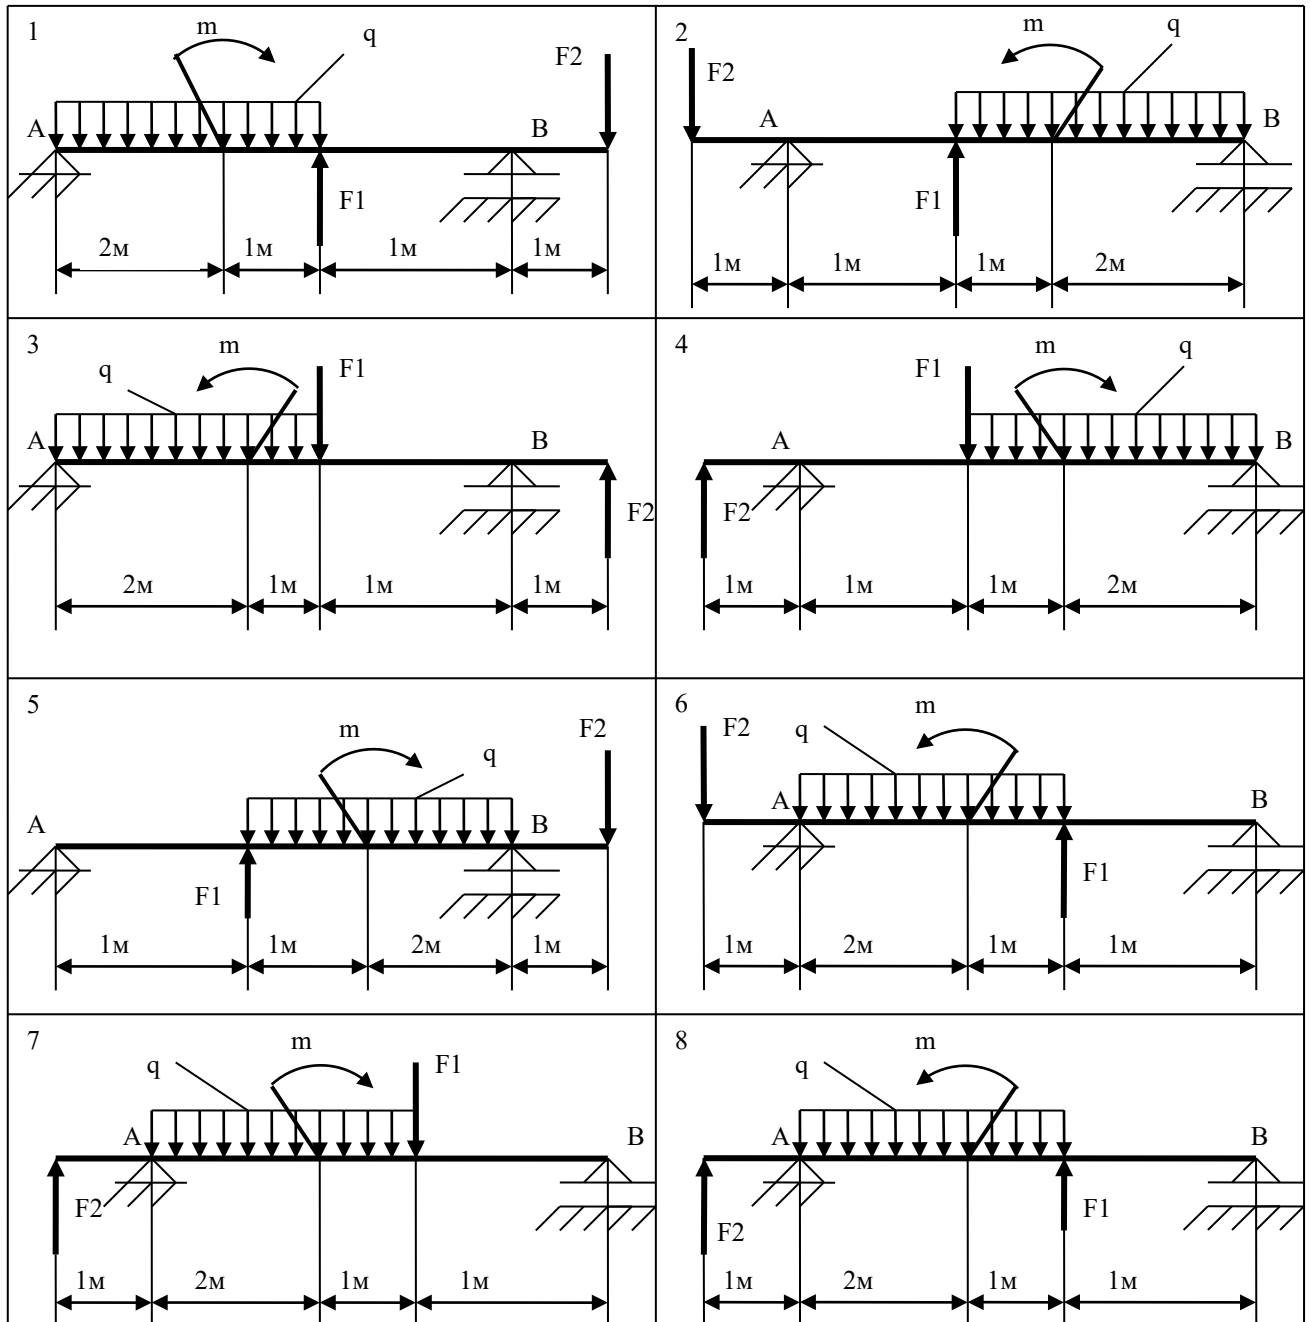 1 m q F2
A B
F1
2м 1м 1м 1м
2 m q
F2
A B
F1
1м 1м 1м 2м
3 m F1
q
A B
F2
2м 1м 1м 1м
4 F1 m q
A B
F2
1м 1м 1м 2м
5 m F2
q
A B
F1
1м 1м 2м 1м
6 F2 q m
A B
F1
1м 2м 1м 1м
7 q m F1
A B
F2
1м 2м 1м 1м
8 q m
A B
F2 F1
1м 2м 1м 1м